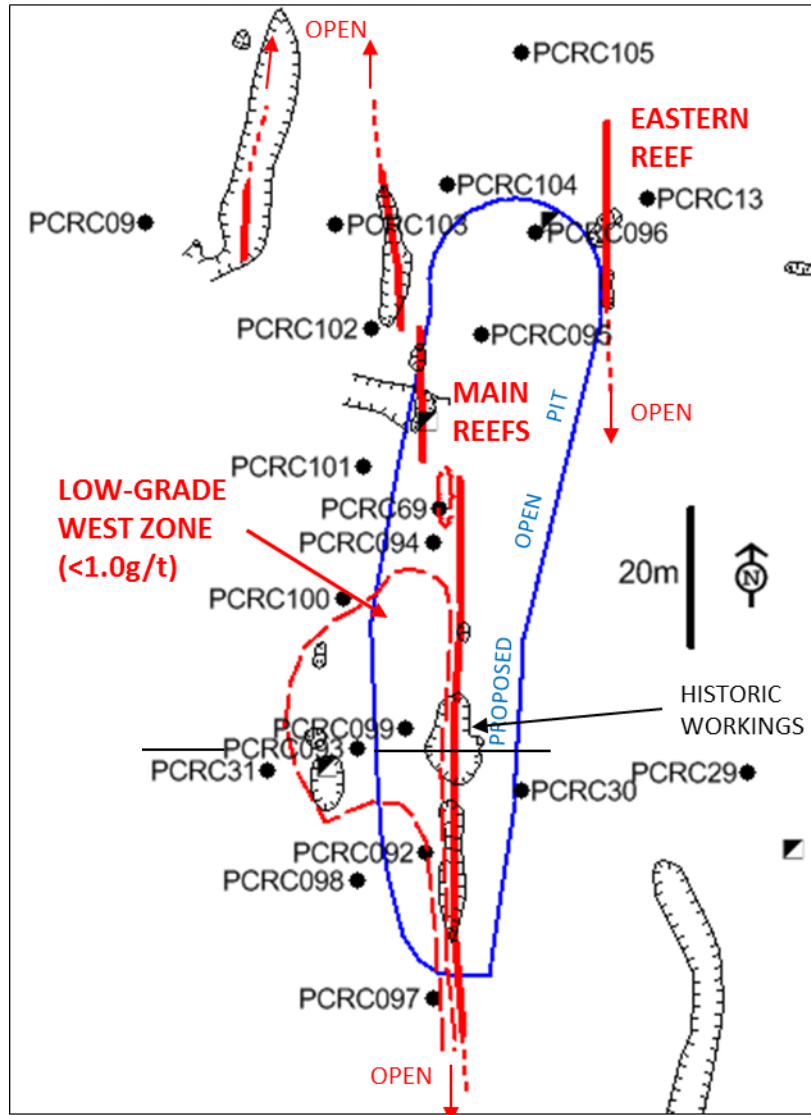 OPEN
PCRC105
EASTERN
REEF
PCRC104
PCRC13
PCRC09
PCRC103
PCRC096
PCRC102
PCRC095
MAIN
REEFS
PIT
OPEN
PCRC101
LOW-GRADE
WEST ZONE
(<1.0g/t)
PCRC69
OPEN
PCRC094
20m
N
PCRC100
PROPOSED
HISTORIC
WORKINGS
PCRC099
PCRC093
PCRC31
PCRC29
PCRC30
PCRC092
PCRC098
PCRC097
OPEN